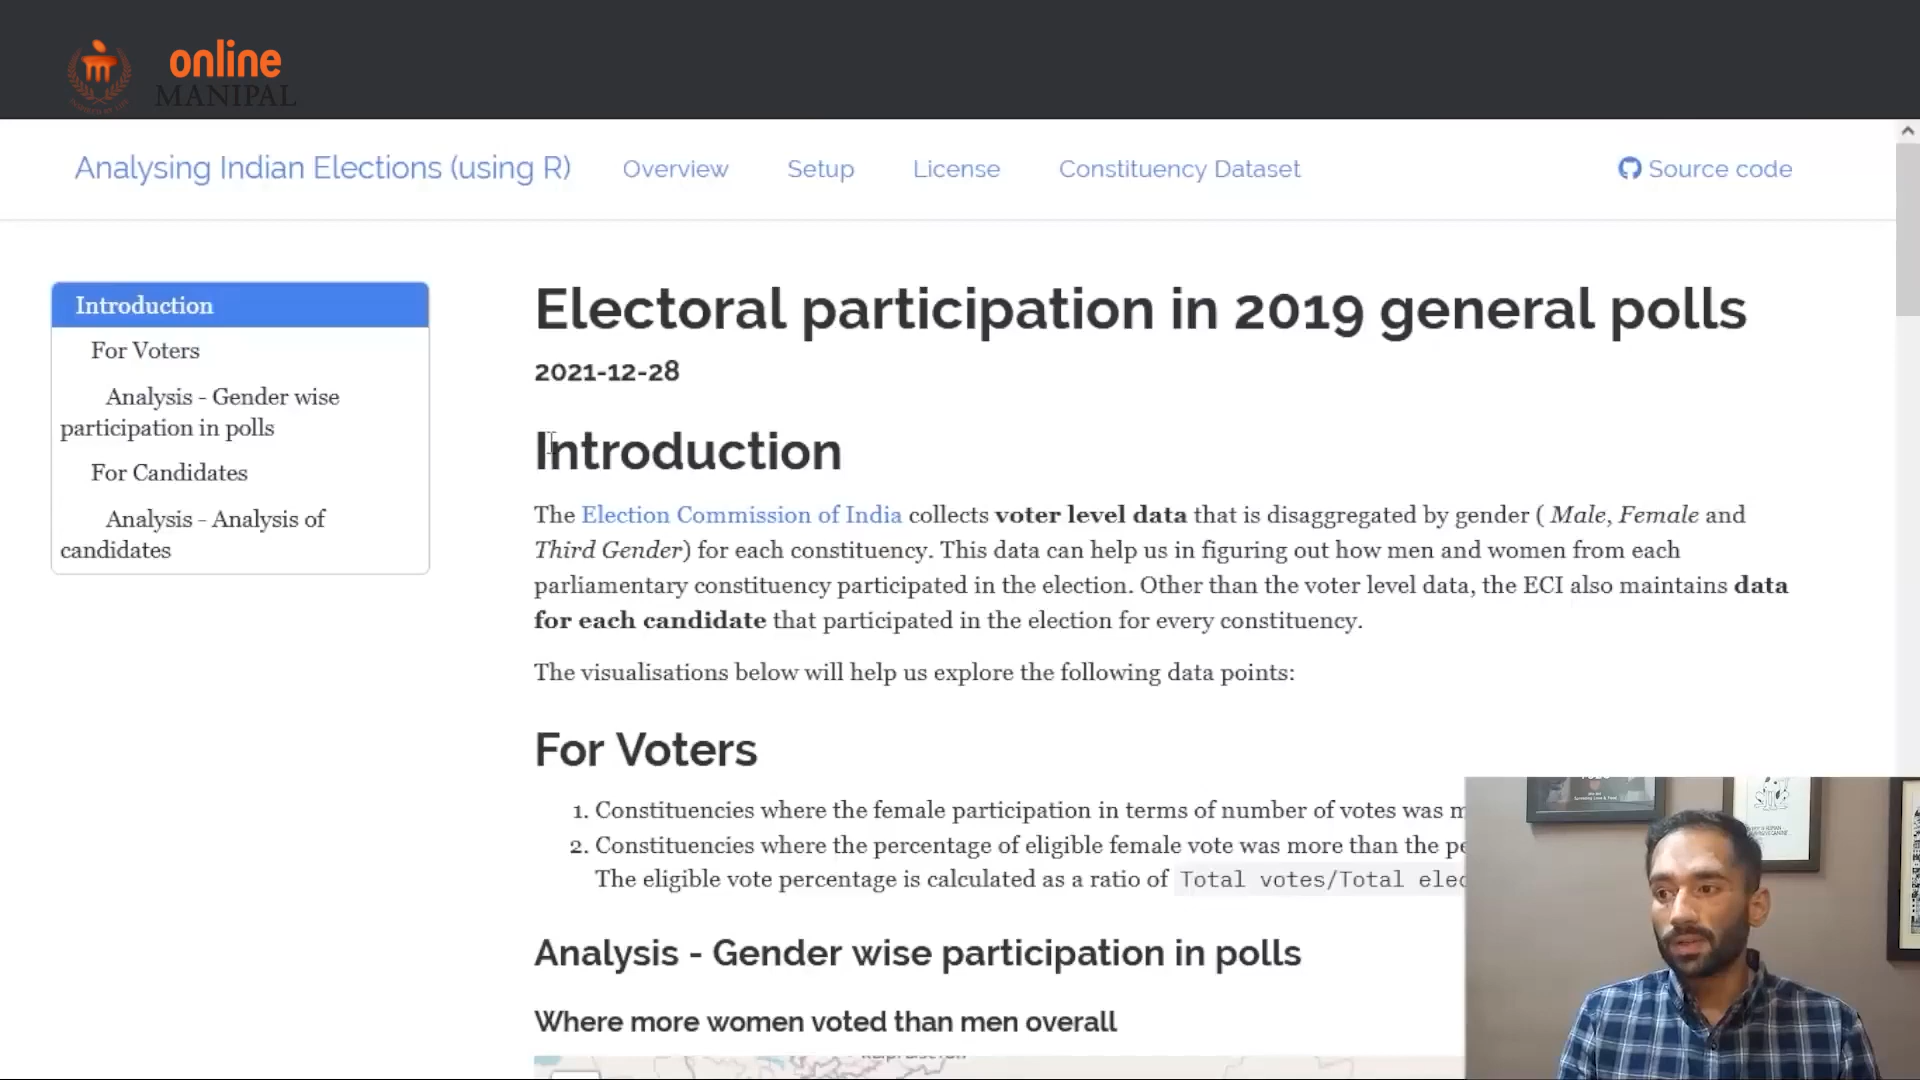 online
MANIPAL
Analysing Indian Elections (using R)
Overview
Setup
License
Constituency Dataset
Source code
Introduction
For Voters
Analysis - Gender wise
participation in polls
For Candidates
Analysis - Analysis of
candidates
Electoral participation in 2019 general polls
2021-12-28
Introduction
The Election Commission of India collects voter level data that is disaggregated by gender ( Male, Female and
Third Gender) for each constituency. This data can help us in figuring out how men and women from each
parliamentary constituency participated in the election. Other than the voter level data, the ECI also maintains data
for each candidate that participated in the election for every constituency.
The visualisations below will help us explore the following data points:
For Voters
1. Constituencies where the female participation in terms of number of votes was
2. Constituencies where the percentage of eligible female vote was more than the
The eligible vote percentage is calculated as a ratio of Total votes/Total
Analysis - Gender wise participation in polls
Where more women voted than men overall